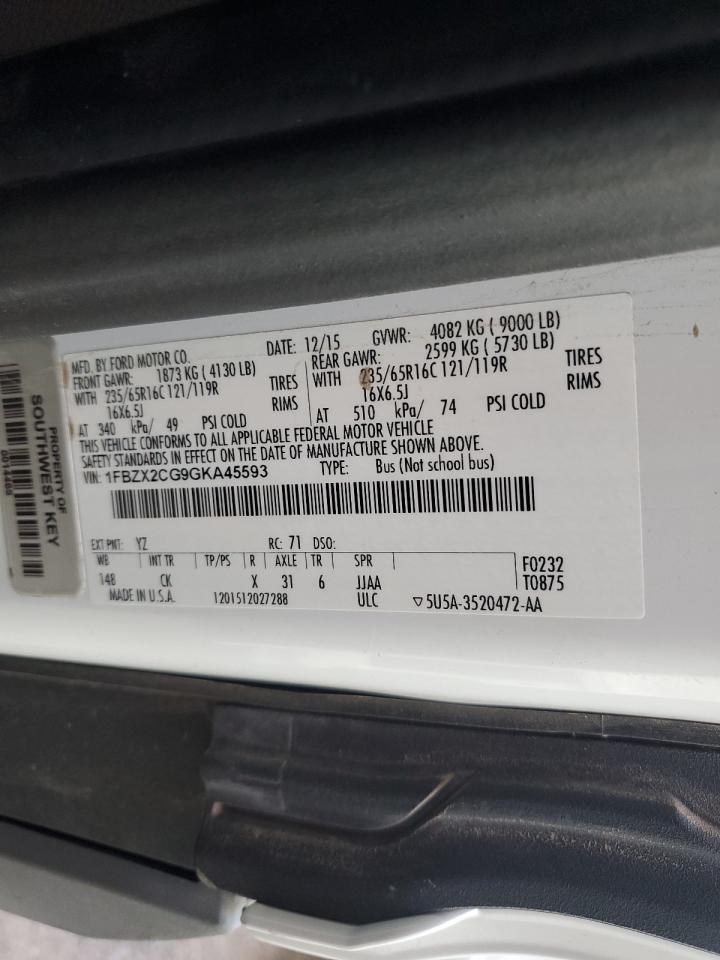 MFD. BY FORD MOTOR CO.
DATE: 12/15 GVWR: 4082 KG ( 9000 LB)
FRONT GAWR: 1873 KG ( 4130 LB) REAR GAWR: 2599 KG ( 5730 LB)
WITH 235/65R16C 121/119R TIRES WITH 235/65R16C 121/119R TIRES
16X6.5J RIMS 16X6.5J RIMS
AT 340 kPa/ 49 PSI COLD AT 510 kPa/ 74 PSI COLD
THIS VEHICLE CONFORMS TO ALL APPLICABLE FEDERAL MOTOR VEHICLE
SAFETY STANDARDS IN EFFECT ON THE DATE OF MANUFACTURE SHOWN ABOVE.
VIN: 1FBZX2CG9GKA45593 TYPE: Bus (Not school bus)
EXT PNT: YZ RC: 71 DSO:
WB INT TR TP/PS R AXLE TR SPR F0232
148 CK X 31 6 JJAA T0875
MADE IN U.S.A. 1201512027288 ULC ▽5U5A-3520472-AA
PROPERTY OF
SOUTHWEST KEY